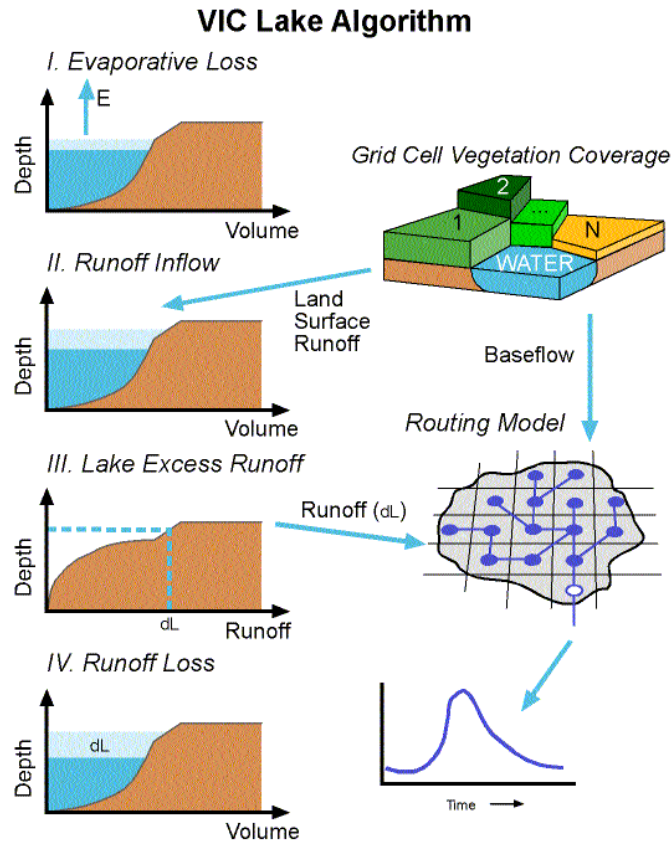 VIC Lake Algorithm
I. Evaporative Loss
E
Depth
Volume
Grid Cell Vegetation Coverage
1
2
...
N
WATER
II. Runoff Inflow
Depth
Volume
Land
Surface
Runoff
Baseflow
III. Lake Excess Runoff
Depth
dL
Runoff
Runoff (dL)
Routing Model
IV. Runoff Loss
dL
Depth
Volume
Time